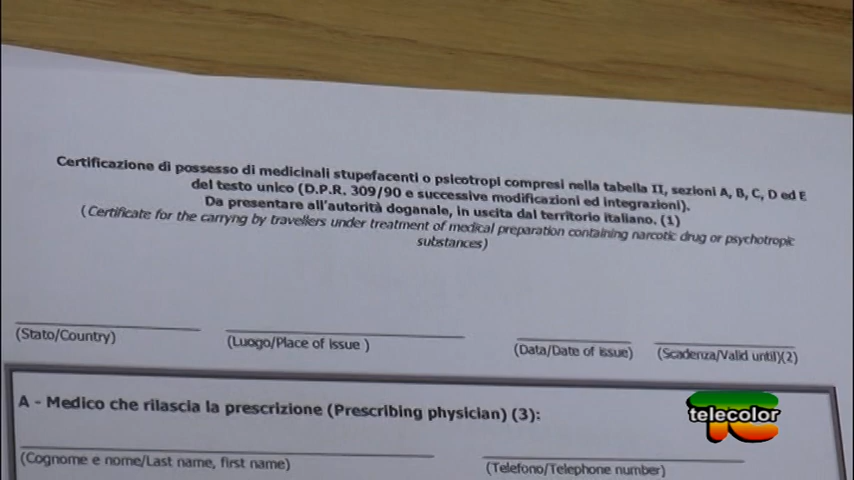 Certificazione di possesso di medicinali stupefacenti o psicotropi compresi nella tabella II, sezioni A, B, C, D ed E
del testo unico (D.P.R. 309/90 e successive modificazioni ed integrazioni).
Da presentare all'autorità doganale, in uscita dal territorio italiano. (1)
(Certificate for the carryng by travellers under treatment of medical preparation containing narcotic drug or psychotropic
substances)
(Stato/Country) (Luogo/Place of issue ) (Data/Date of issue) (Scadenza/Valid until)(2)
A - Medico che rilascia la prescrizione (Prescribing physician) (3):
telecolor
(Cognome e nome/Last name, first name) (Telefono/Telephone number)